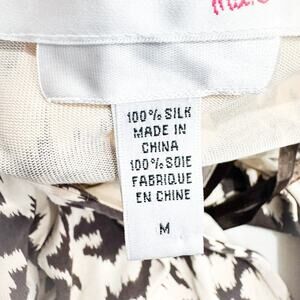 100% SILK
MADE IN
CHINA
100% SOIE
FABRIQUE
EN CHINE
M